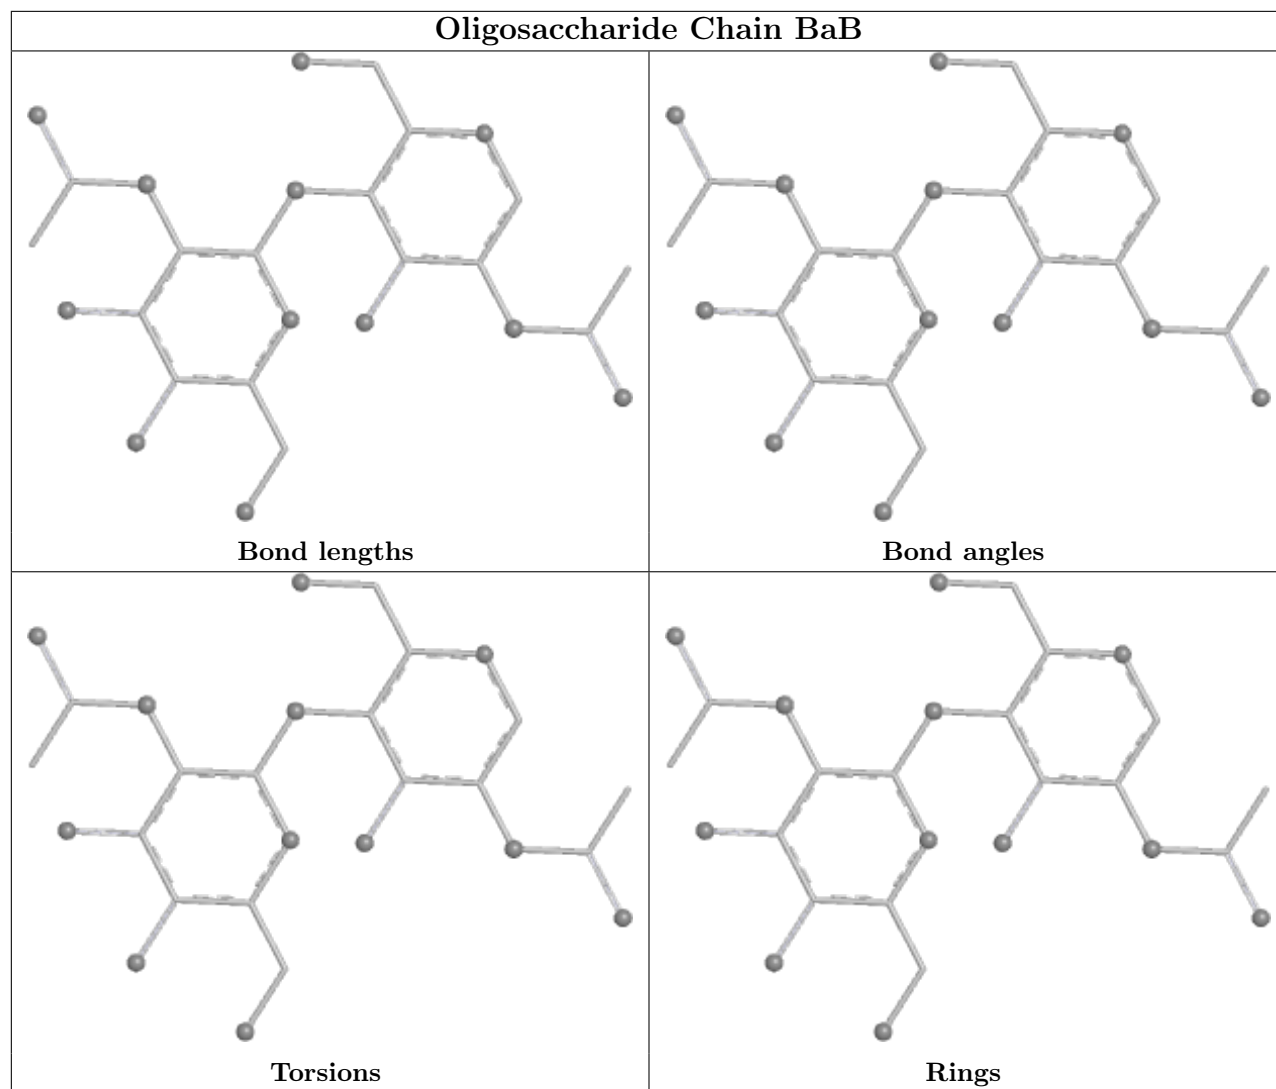 Oligosaccharide Chain BaB
Bond lengths
Bond angles
Torsions
Rings